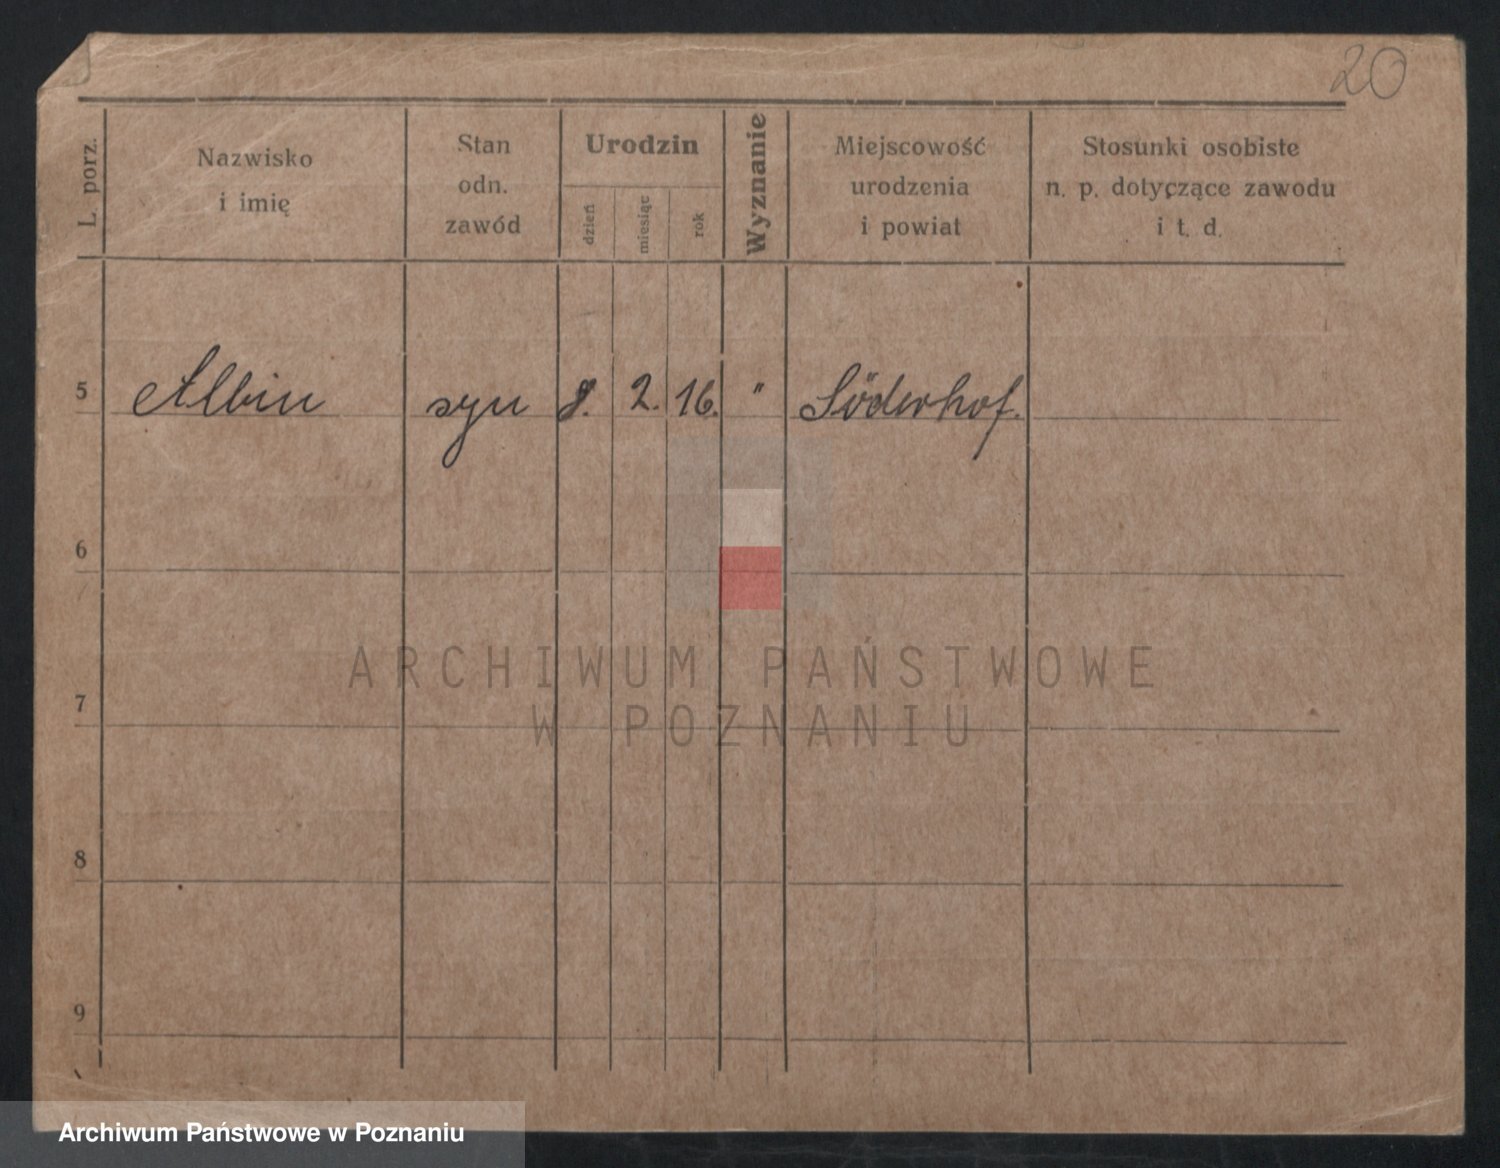 20
L. porz.
Nazwisko
i imię
Stan
odn.
zawód
Urodzin
dzień
miesiąc
rok
Wyznanie
Miejscowość
urodzenia
i powiat
Stosunki osobiste
n. p. dotyczące zawodu
i t. d.
5 Albin syn 8. 2. 16. " Söderhof.
6
7
8
9
ARCHIWUM PAŃSTWOWE
W POZNANIU
Archiwum Państwowe w Poznaniu